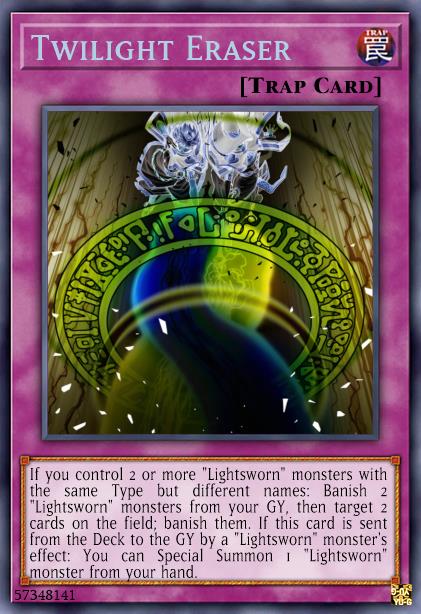 Twilight Eraser
TRAP
罠
[Trap Card]
If you control 2 or more "Lightsworn" monsters with
the same Type but different names: Banish 2
"Lightsworn" monsters from your GY, then target 2
cards on the field; banish them. If this card is sent
from the Deck to the GY by a "Lightsworn" monster's
effect: You can Special Summon 1 "Lightsworn"
monster from your hand.
57348141